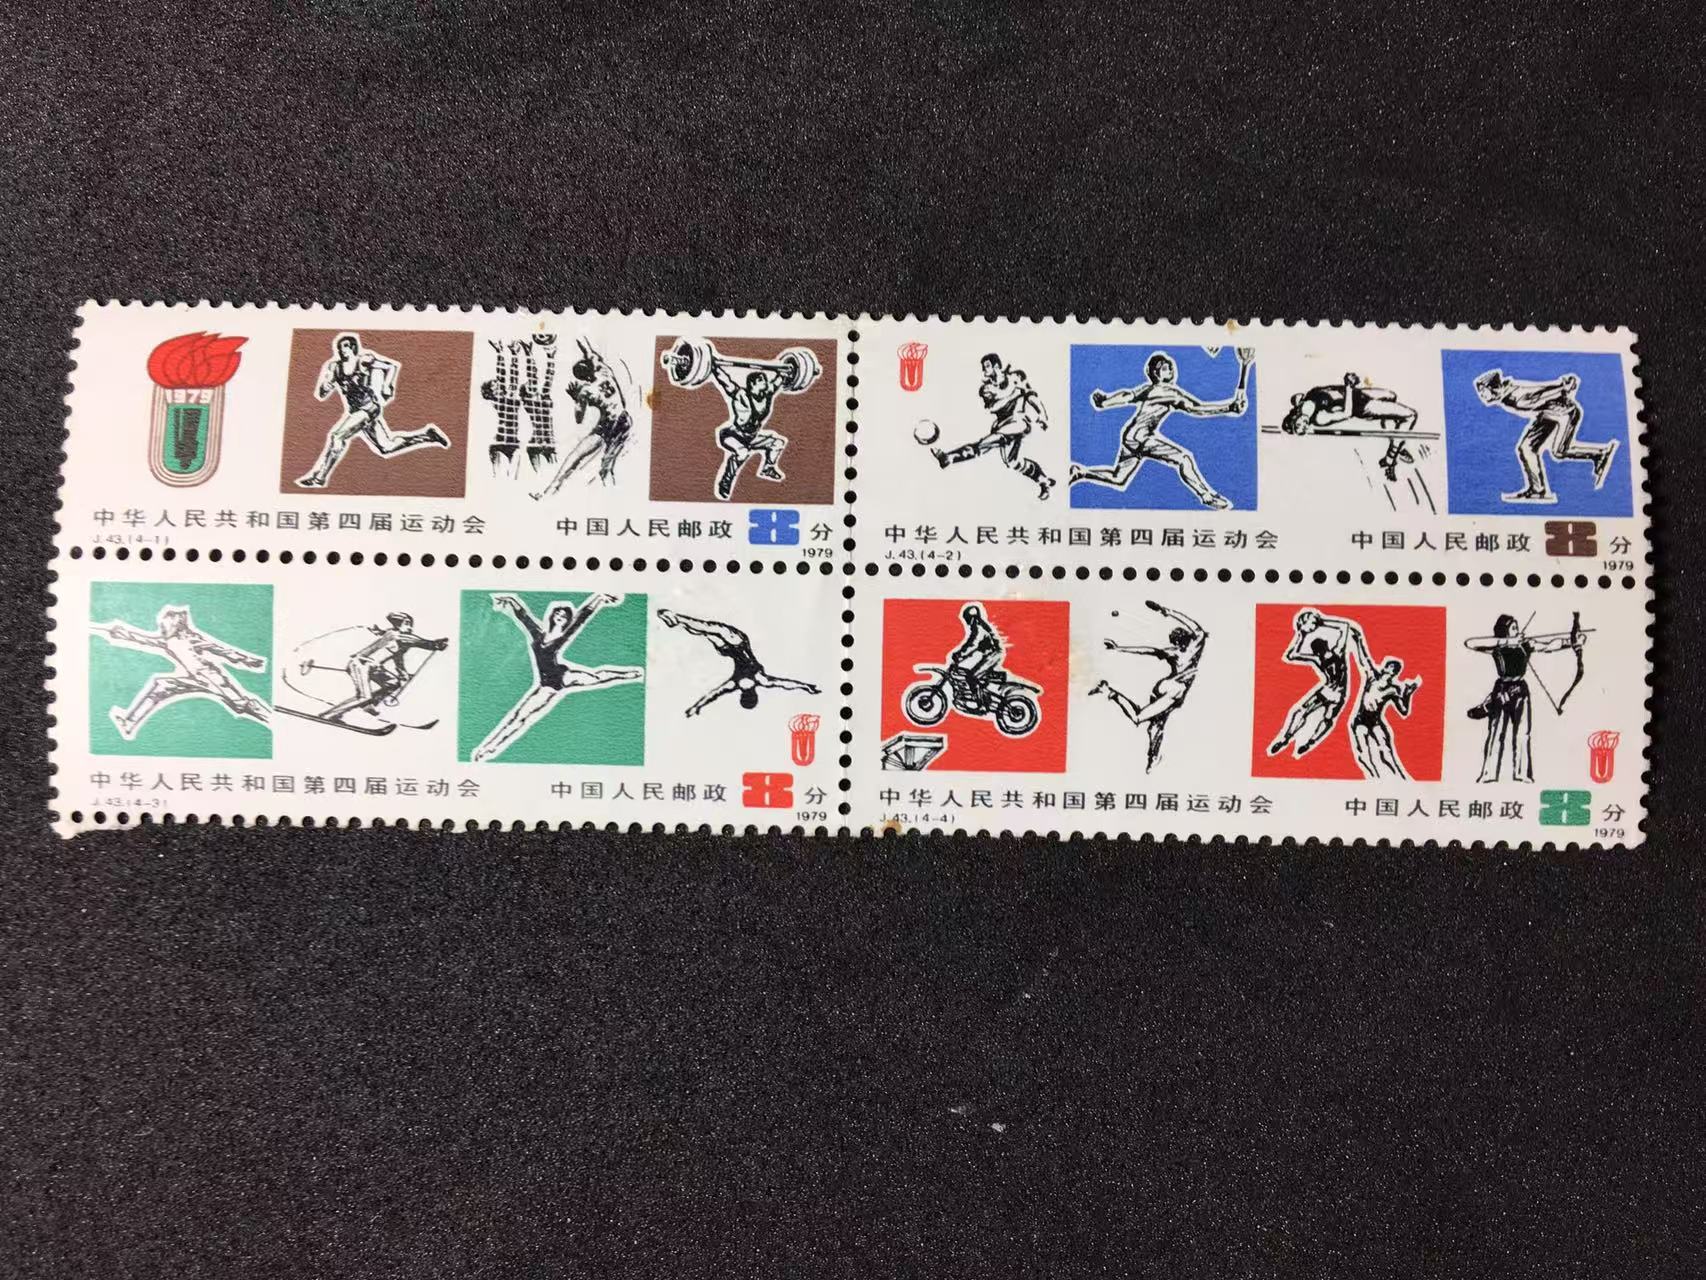 1979
中华人民共和国第四届运动会
中国人民邮政 8 分
J.43.(4-1)
1979
中华人民共和国第四届运动会
中国人民邮政 8 分
J.43.(4-2)
1979
中华人民共和国第四届运动会
中国人民邮政 8 分
J.43.(4-3)
1979
中华人民共和国第四届运动会
中国人民邮政 8 分
J.43.(4-4)
1979